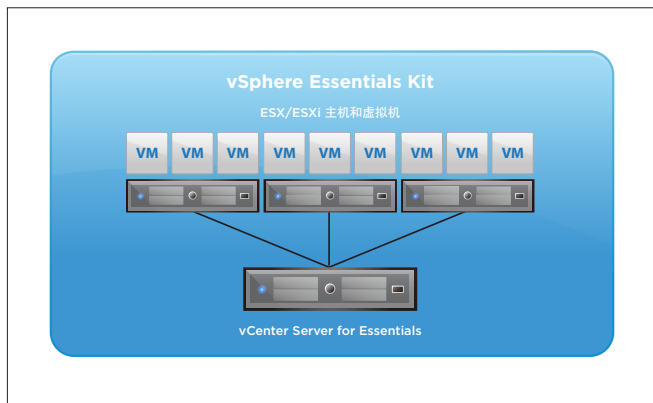 vSphere Essentials Kit
ESX/ESXi 主机和虚拟机
VM VM VM VM VM VM VM VM VM
vCenter Server for Essentials